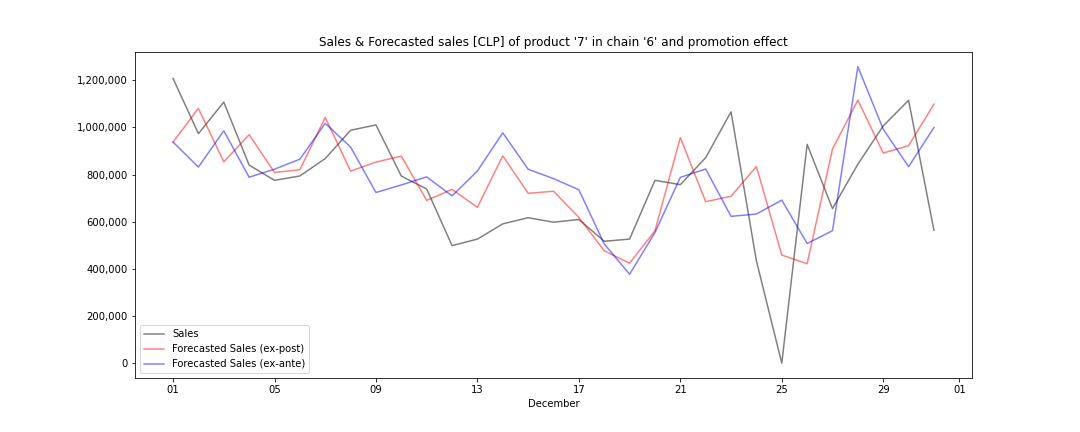 Sales & Forecasted sales [CLP] of product '7' in chain '6' and promotion effect
1,200,000
1,000,000
800,000
600,000
400,000
200,000
0
Sales
Forecasted Sales (ex-post)
Forecasted Sales (ex-ante)
01 05 09 13 17 21 25 29 01
December